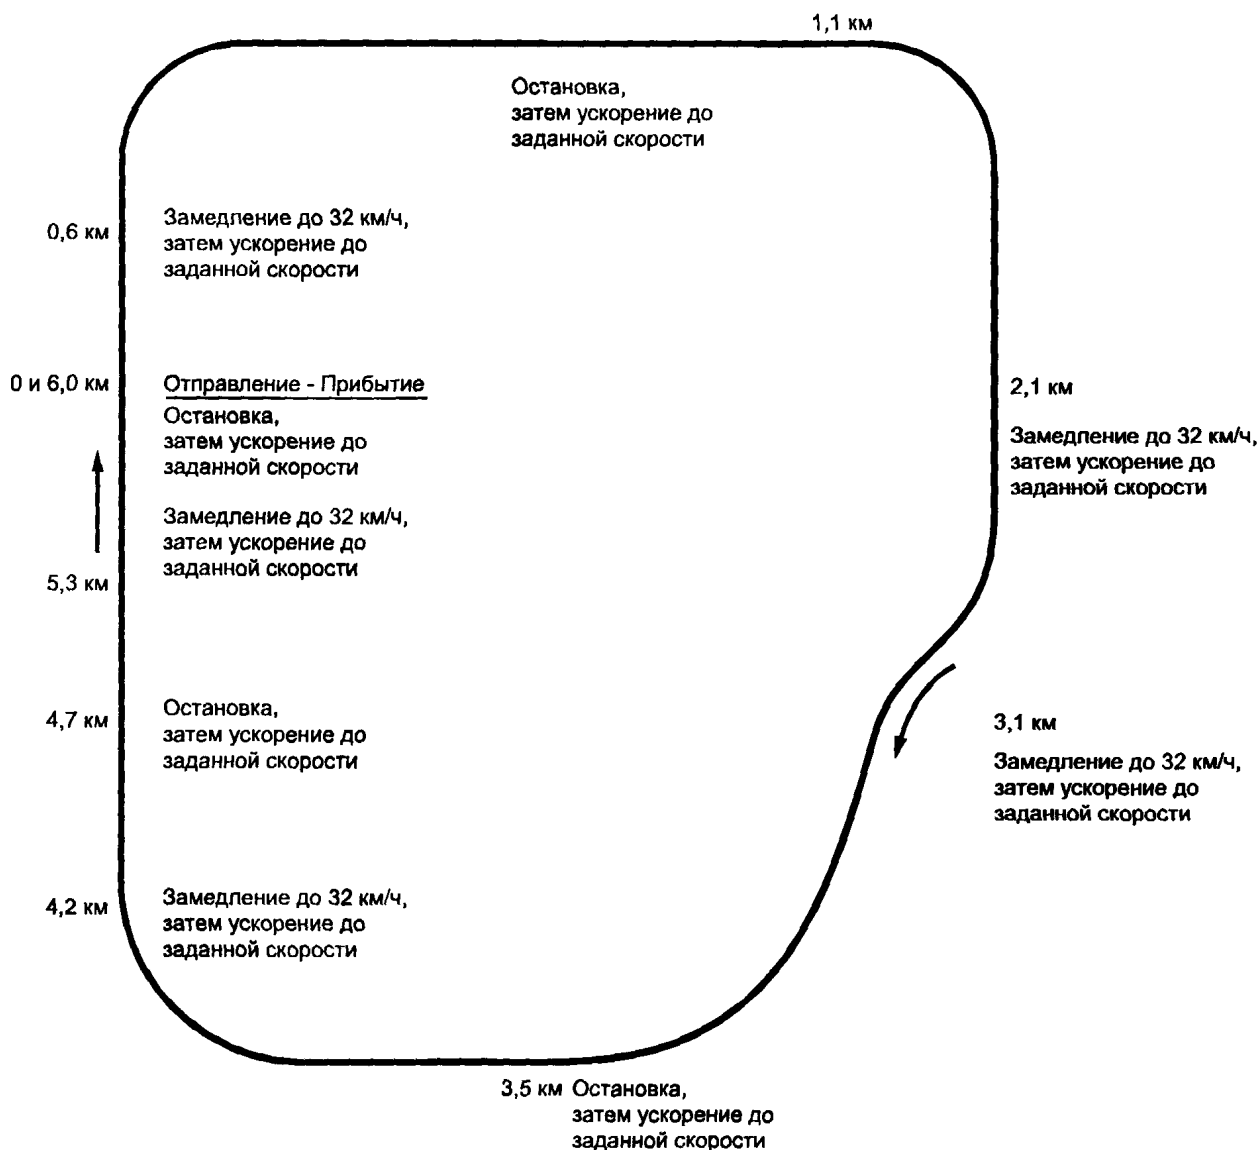 1,1 км
Остановка,
затем ускорение до
заданной скорости
0,6 км
Замедление до 32 км/ч,
затем ускорение до
заданной скорости
0 и 6,0 км
Отправление - Прибытие
Остановка,
затем ускорение до
заданной скорости
2,1 км
Замедление до 32 км/ч,
затем ускорение до
заданной скорости
Замедление до 32 км/ч,
затем ускорение до
заданной скорости
5,3 км
4,7 км
Остановка,
затем ускорение до
заданной скорости
3,1 км
Замедление до 32 км/ч,
затем ускорение до
заданной скорости
4,2 км
Замедление до 32 км/ч,
затем ускорение до
заданной скорости
3,5 км Остановка,
затем ускорение до
заданной скорости